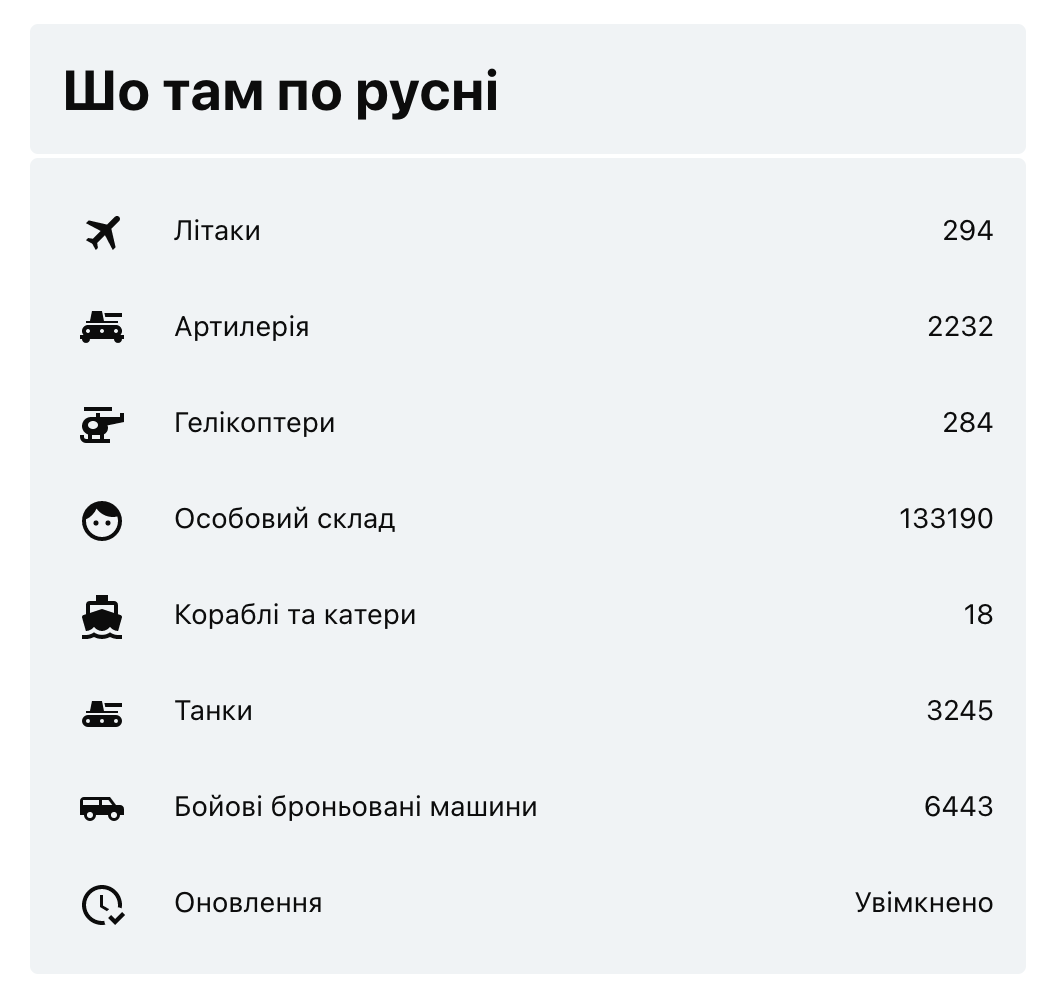 Шо там по русні
Літаки 294
Артилерія 2232
Гелікоптери 284
Особовий склад 133190
Кораблі та катери 18
Танки 3245
Бойові броньовані машини 6443
Оновлення Увімкнено